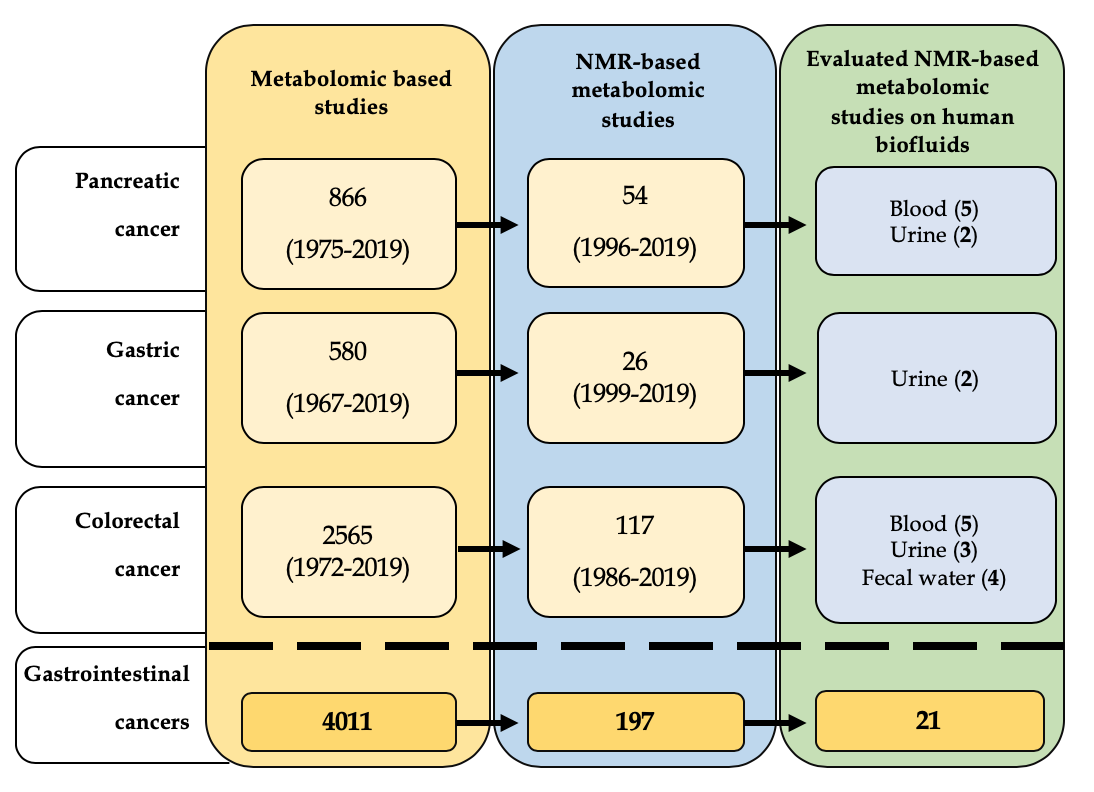 Metabolomic based
studies
NMR-based
metabolomic
studies
Evaluated NMR-based
metabolomic
studies on human
biofluids
Pancreatic
cancer
866
(1975-2019)
54
(1996-2019)
Blood (5)
Urine (2)
Gastric
cancer
580
(1967-2019)
26
(1999-2019)
Urine (2)
Colorectal
cancer
2565
(1972-2019)
117
(1986-2019)
Blood (5)
Urine (3)
Fecal water (4)
Gastrointestinal
cancers
4011
197
21